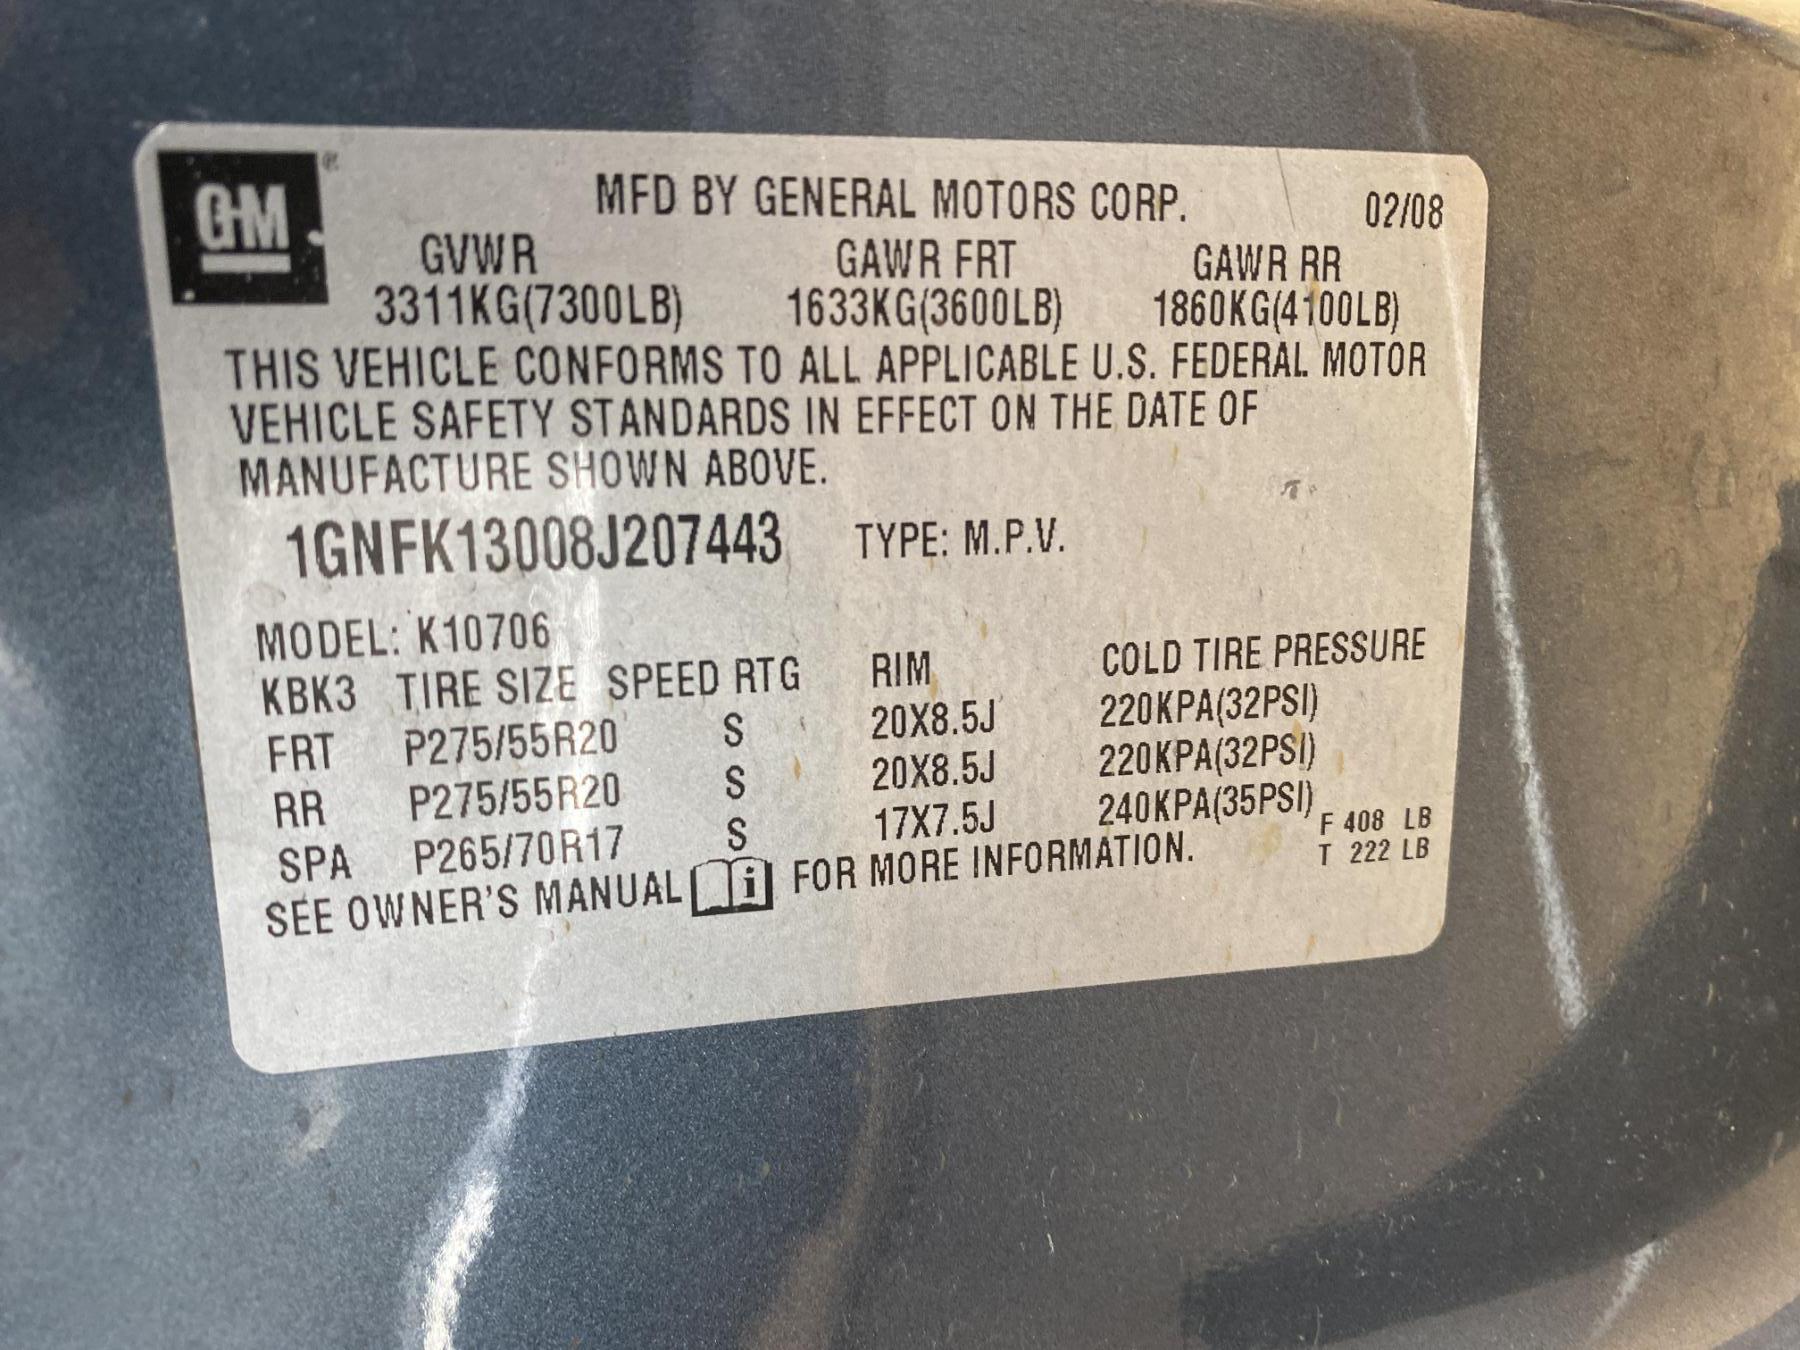 GM ®
MFD BY GENERAL MOTORS CORP. 02/08
GVWR GAWR FRT GAWR RR
3311KG(7300LB) 1633KG(3600LB) 1860KG(4100LB)
THIS VEHICLE CONFORMS TO ALL APPLICABLE U.S. FEDERAL MOTOR
VEHICLE SAFETY STANDARDS IN EFFECT ON THE DATE OF
MANUFACTURE SHOWN ABOVE.
1GNFK13008J207443 TYPE: M.P.V.
MODEL: K10706
KBK3 TIRE SIZE SPEED RTG RIM COLD TIRE PRESSURE
FRT P275/55R20 S 20X8.5J 220KPA(32PSI)
RR P275/55R20 S 20X8.5J 220KPA(32PSI)
SPA P265/70R17 S 17X7.5J 240KPA(35PSI)
SEE OWNER'S MANUAL i FOR MORE INFORMATION.
F 408 LB
T 222 LB